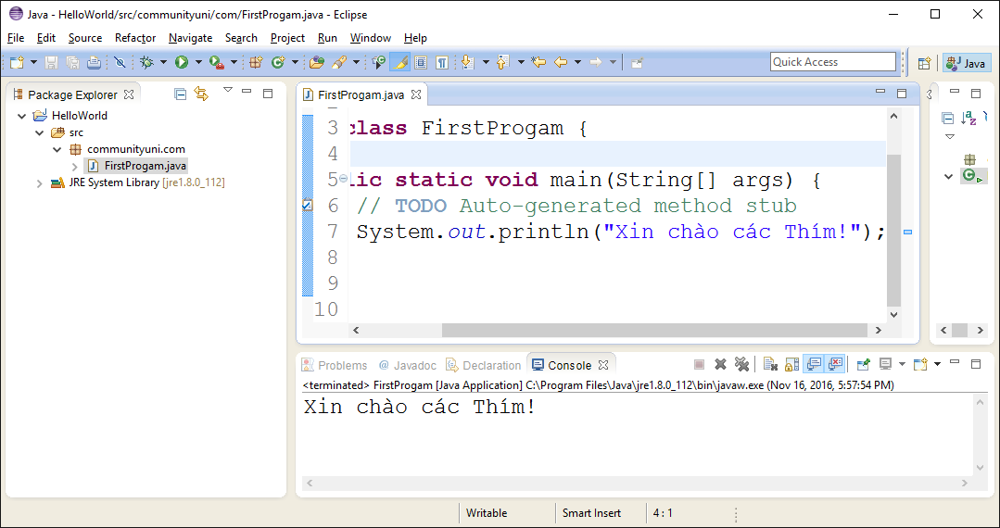 Java - HelloWorld/src/communityuni/com/FirstProgam.java - Eclipse
File Edit Source Refactor Navigate Search Project Run Window Help
Quick Access
Java
Package Explorer
HelloWorld
src
communityuni.com
FirstProgam.java
JRE System Library [jre1.8.0_112]
FirstProgam.java
3 class FirstProgam {
4
5 lic static void main(String[] args) {
6 // TODO Auto-generated method stub
7 System.out.println("Xin chào các Thím!");
8
9
10
Problems @ Javadoc Declaration Console
<terminated> FirstProgam [Java Application] C:\Program Files\Java\jre1.8.0_112\bin\javaw.exe (Nov 16, 2016, 5:57:54 PM)
Xin chào các Thím!
Writable Smart Insert 4 : 1